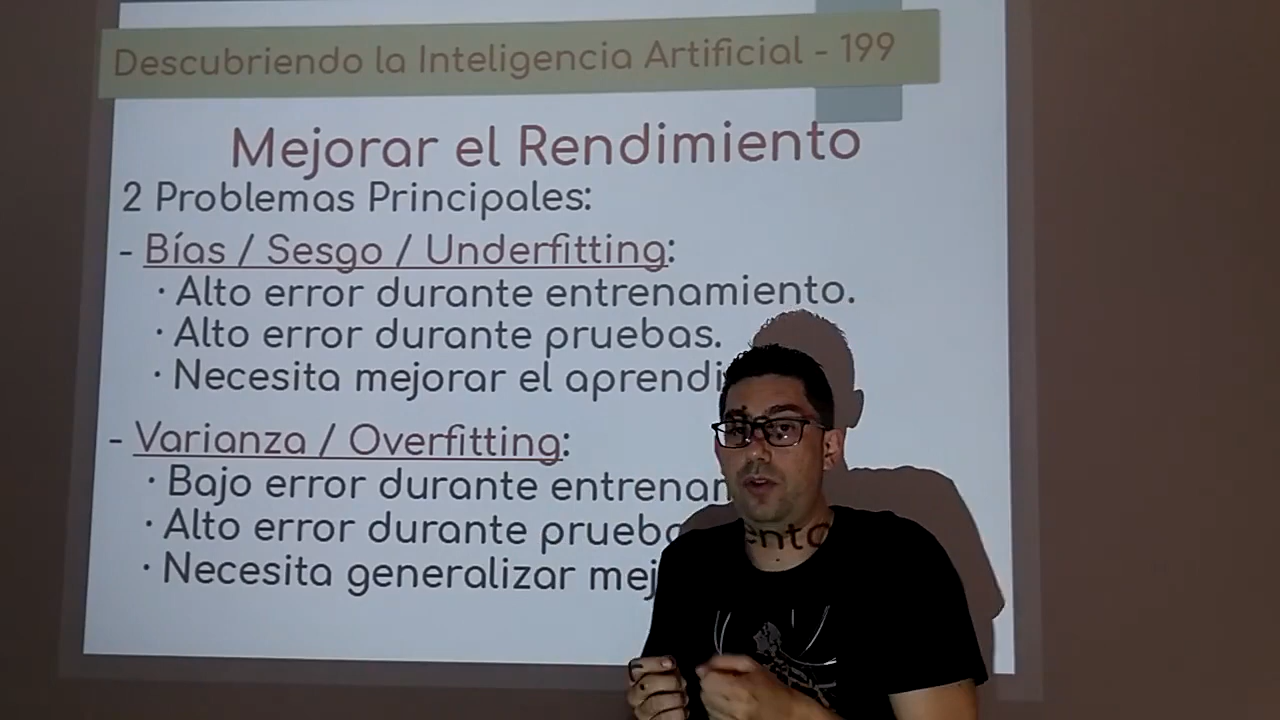 Descubriendo la Inteligencia Artificial - 199
Mejorar el Rendimiento
2 Problemas Principales:
- Bías / Sesgo / Underfitting:
· Alto error durante entrenamiento.
· Alto error durante pruebas.
· Necesita mejorar el aprendi
- Varianza / Overfitting:
· Bajo error durante entrenam
· Alto error durante prueba
· Necesita generalizar mej